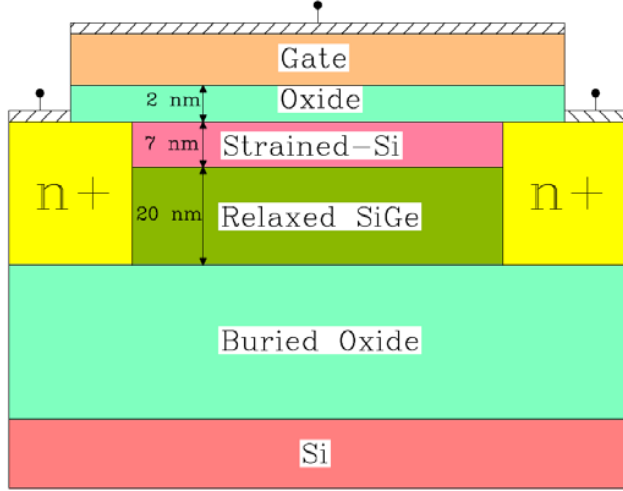 Gate
2 nm
Oxide
7 nm
Strained-Si
n+
n+
20 nm
Relaxed SiGe
Buried Oxide
Si